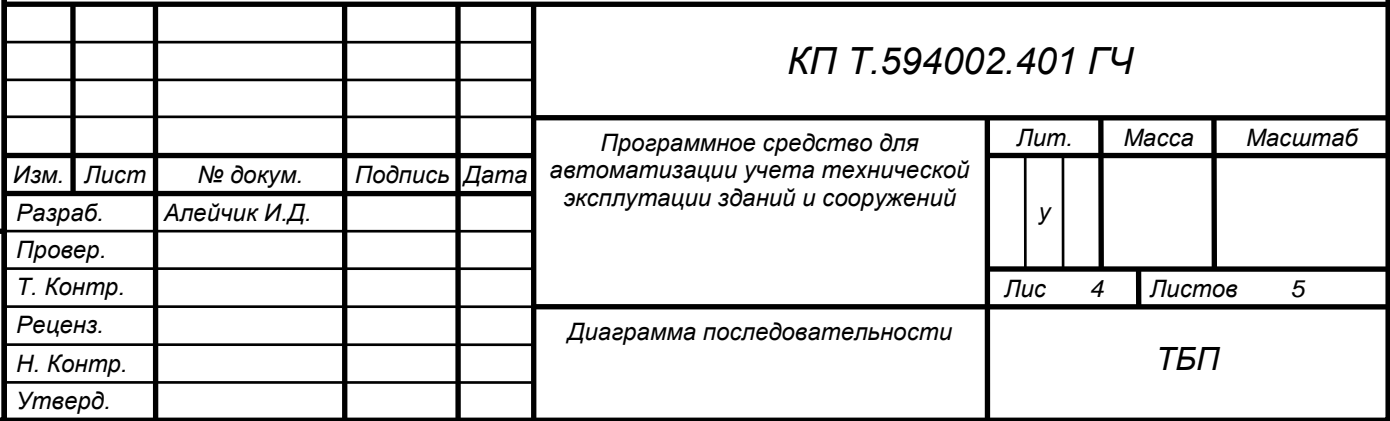 КП Т.594002.401 ГЧ
Программное средство для
автоматизации учета технической
эксплутации зданий и сооружений
Лит. Масса Масштаб
Изм. Лист № докум. Подпись Дата
Разраб. Алейчик И.Д.
у
Провер.
Т. Контр.
Лис 4 Листов 5
Реценз.
Диаграмма последовательности
Н. Контр.
ТБП
Утверд.